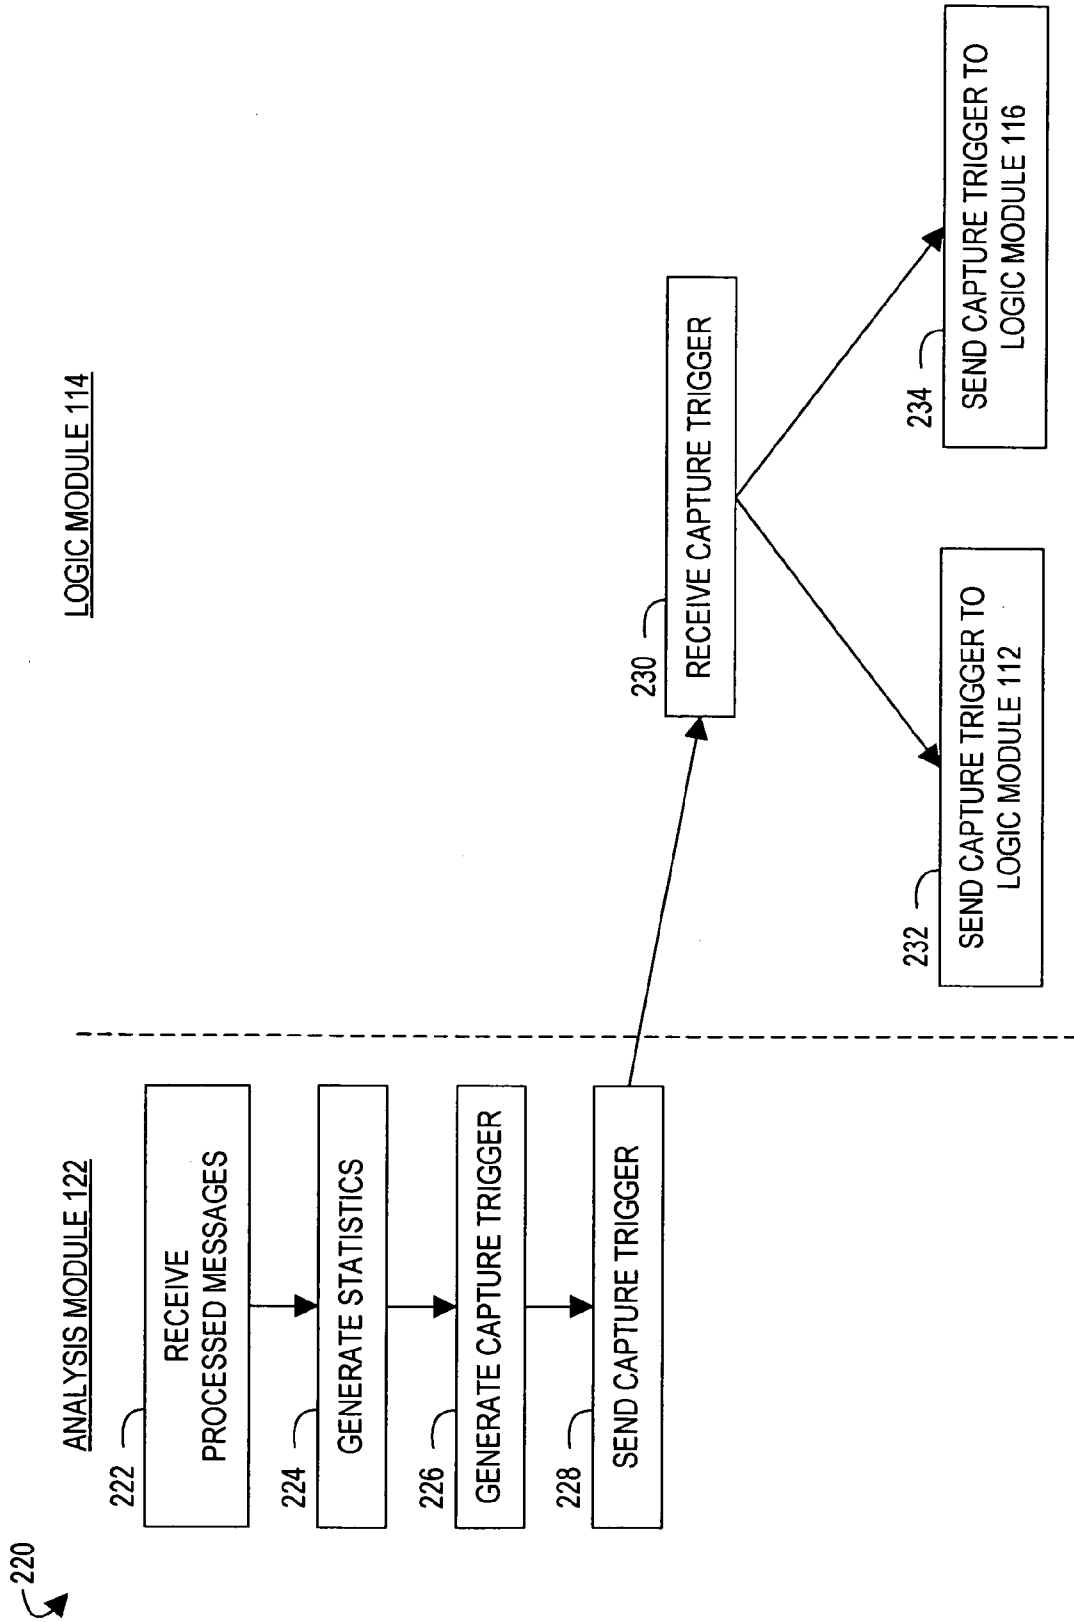 220
ANALYSIS MODULE 122
222
RECEIVE
PROCESSED MESSAGES
224
GENERATE STATISTICS
226
GENERATE CAPTURE TRIGGER
228
SEND CAPTURE TRIGGER
LOGIC MODULE 114
230
RECEIVE CAPTURE TRIGGER
232
SEND CAPTURE TRIGGER TO
LOGIC MODULE 112
234
SEND CAPTURE TRIGGER TO
LOGIC MODULE 116